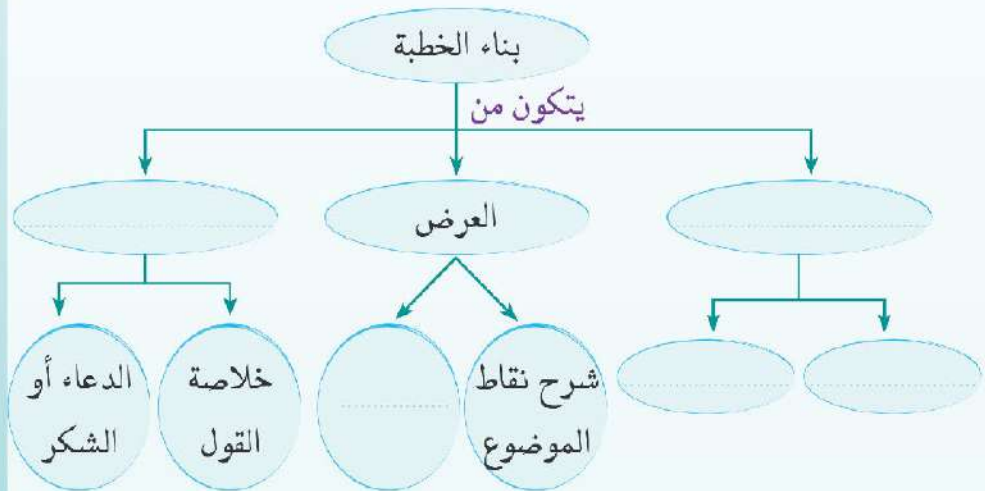 بناء الخطبة
يتكون من
العرض
شرح نقاط
الموضوع
خلاصة
القول
الدعاء أو
الشكر